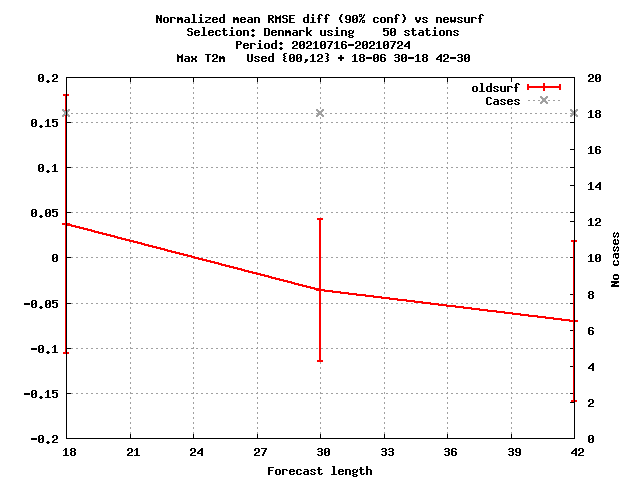 Normalized mean RMSE diff (90% conf) vs newsurf
Selection: Denmark using    50 stations
Period: 20210716-20210724
Max T2m   Used {00,12} + 18-06 30-18 42-30
oldsurf
Cases
0.2
0.15
0.1
0.05
0
-0.05
-0.1
-0.15
-0.2
20
18
16
14
12
10
8
6
4
2
0
No cases
18 21 24 27 30 33 36 39 42
Forecast length